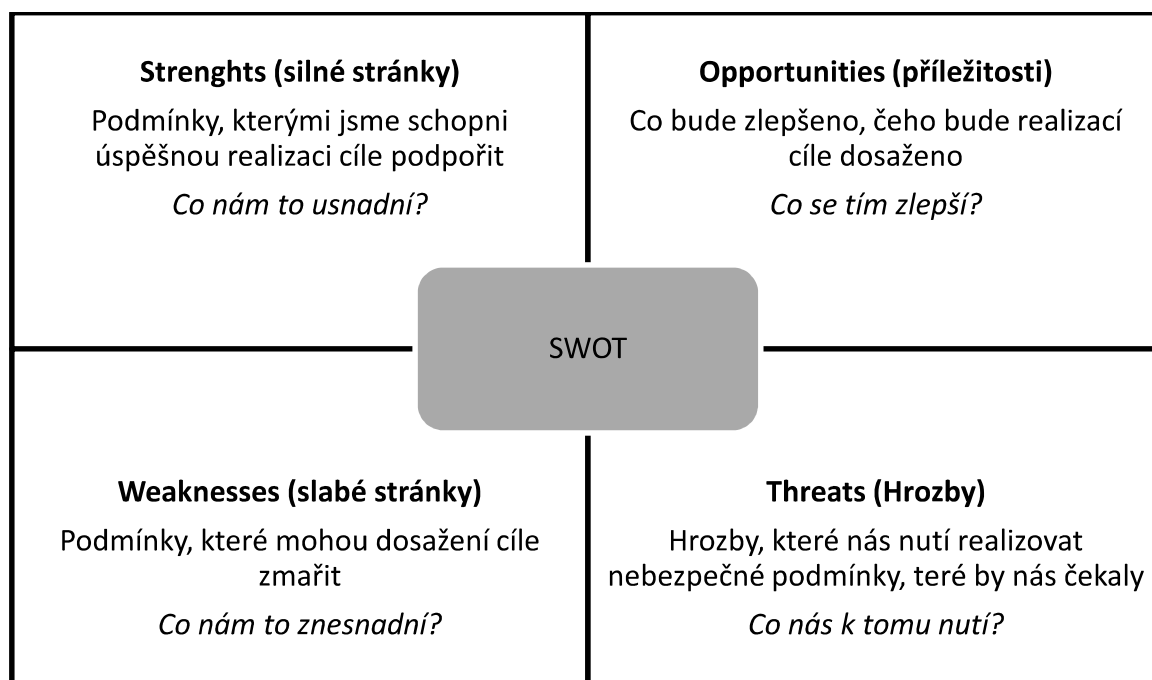 Strenghts (silné stránky)
Podmínky, kterými jsme schopni
úspěšnou realizaci cíle podpořit
Co nám to usnadní?
Opportunities (příležitosti)
Co bude zlepšeno, čeho bude realizací
cíle dosaženo
Co se tím zlepší?
SWOT
Weaknesses (slabé stránky)
Podmínky, které mohou dosažení cíle
zmařit
Co nám to znesnadní?
Threats (Hrozby)
Hrozby, které nás nutí realizovat
nebezpečné podmínky, teré by nás čekaly
Co nás k tomu nutí?